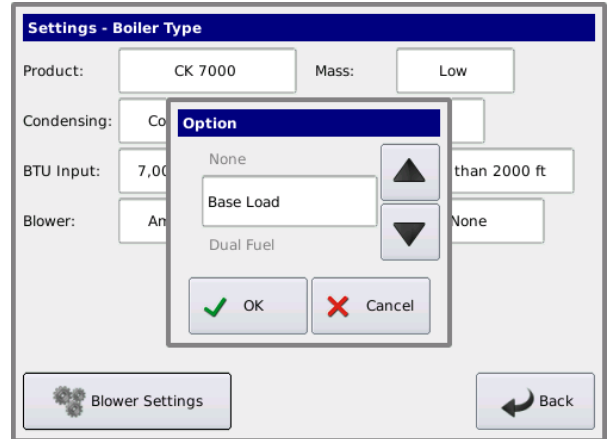 Settings - Boiler Type
Product: CK 7000 Mass: Low
Condensing: Co
Option
BTU Input: 7,00 None than 2000 ft
Base Load
Blower: Am None
Dual Fuel
OK Cancel
Blower Settings Back